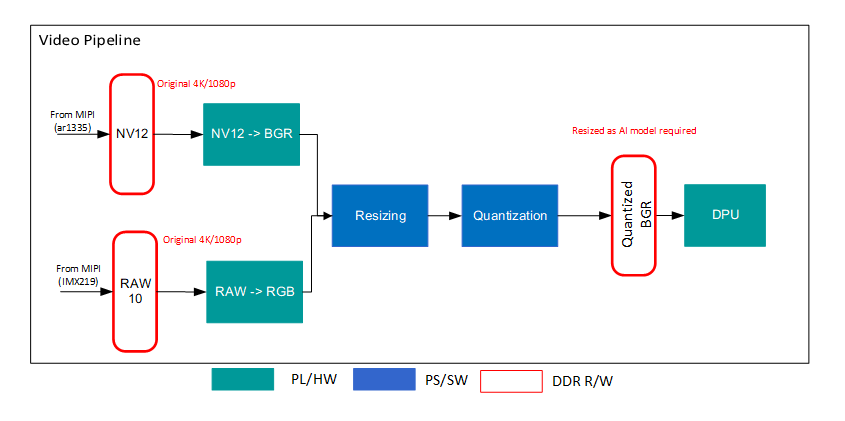 Video Pipeline
Original 4K/1080p
From MIPI
(ar1335)
NV12
NV12 -> BGR
Resized as AI model required
Resizing
Quantization
Quantized
BGR
DPU
Original 4K/1080p
From MIPI
(IMX219)
RAW
10
RAW -> RGB
PL/HW
PS/SW
DDR R/W